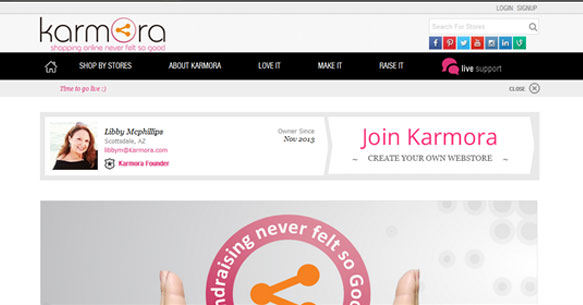 LOGIN SIGNUP
karmora
shopping online never felt so good
Search For Stores
SHOP BY STORES ABOUT KARMORA LOVE IT MAKE IT RAISE IT live support
Time to go live :) CLOSE
Libby Mcphillips
Scottsdale, AZ
libbym@Karmora.com
Karmora Founder
Owner Since
Nov 2013
Join Karmora
~ CREATE YOUR OWN WEBSTORE ~
ndraising never felt so Goo